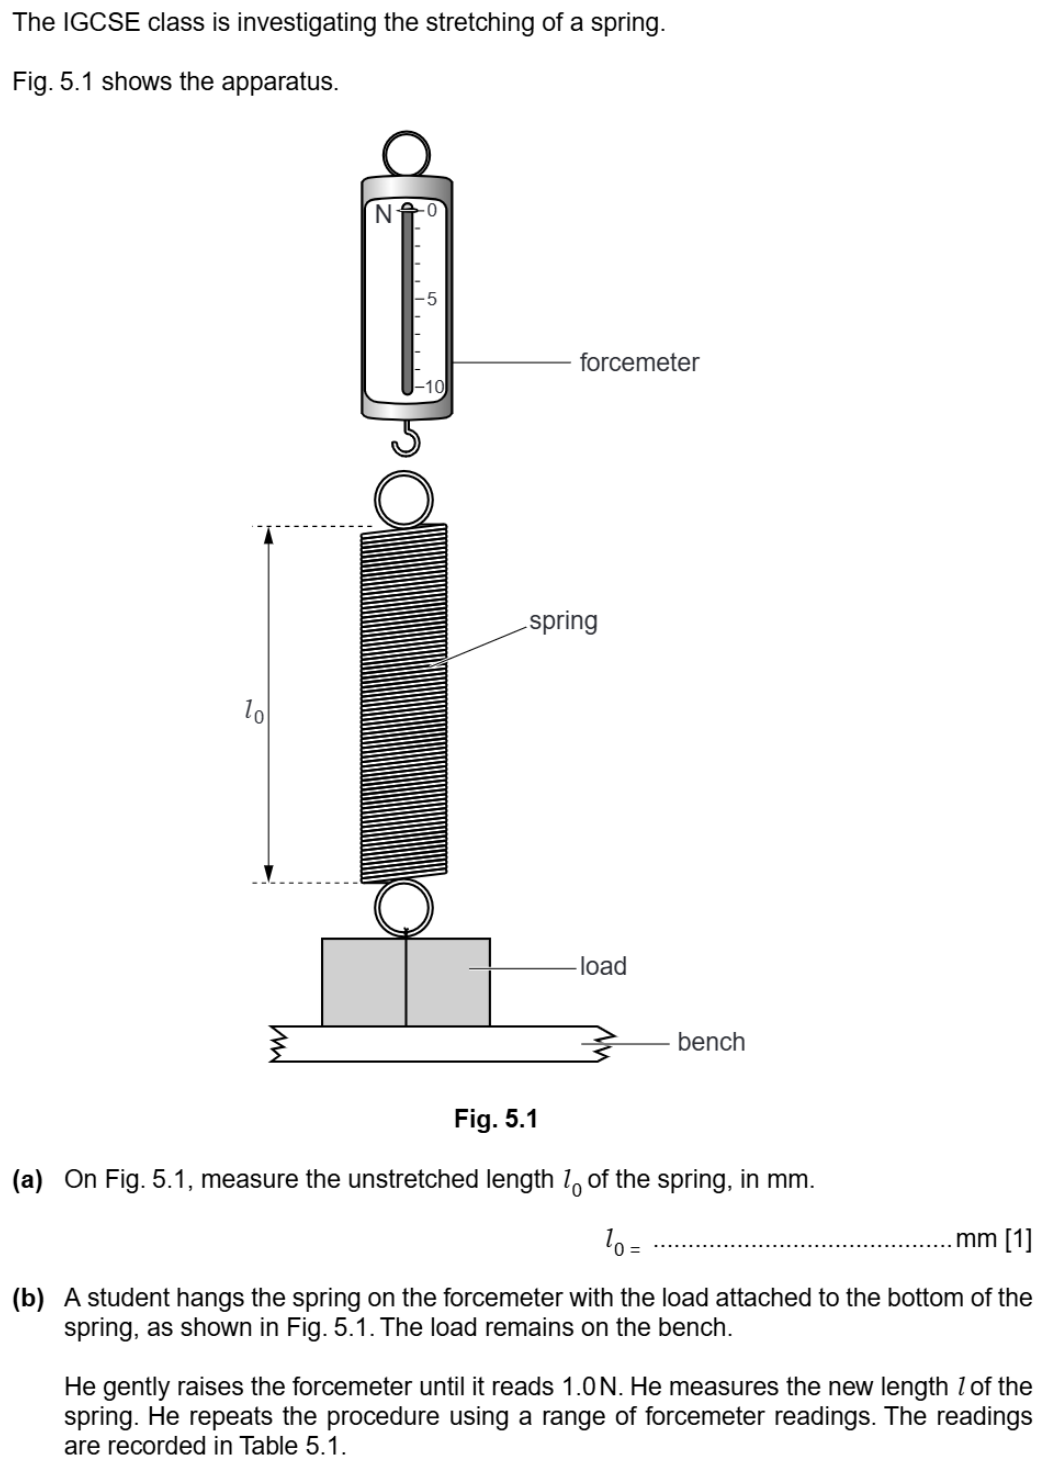 The IGCSE class is investigating the stretching of a spring.
Fig. 5.1 shows the apparatus.
N
0
5
10
forcemeter
spring
l0
load
bench
Fig. 5.1
(a) On Fig. 5.1, measure the unstretched length l0 of the spring, in mm.
l0 = ............................................mm [1]
(b) A student hangs the spring on the forcemeter with the load attached to the bottom of the
spring, as shown in Fig. 5.1. The load remains on the bench.
He gently raises the forcemeter until it reads 1.0 N. He measures the new length l of the
spring. He repeats the procedure using a range of forcemeter readings. The readings
are recorded in Table 5.1.